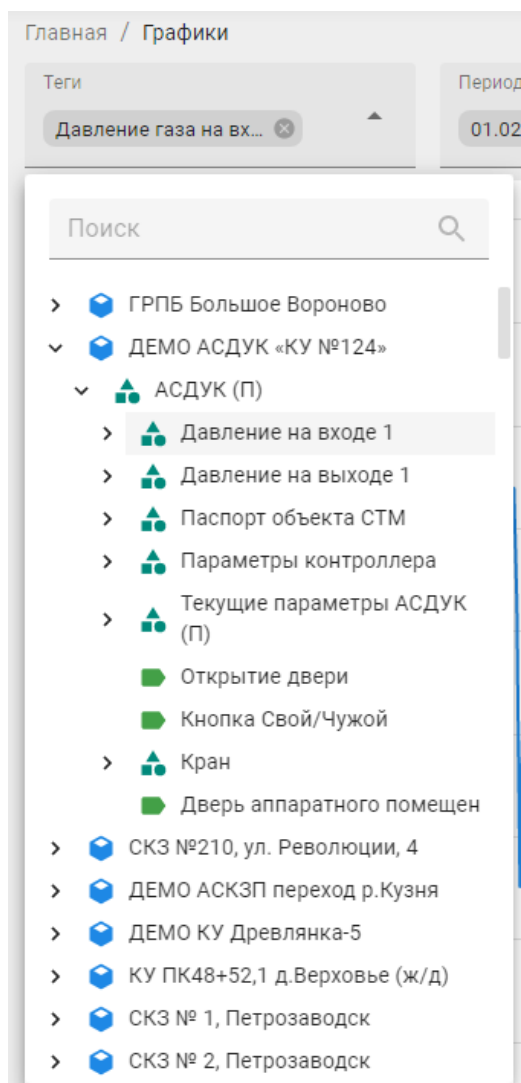 Главная / Графики
Теги
Период
Давление газа на вх...
01.02
Поиск
ГРПБ Большое Вороново
ДЕМО АСДУК «КУ №124»
АСДУК (П)
Давление на входе 1
Давление на выходе 1
Паспорт объекта СТМ
Параметры контроллера
Текущие параметры АСДУК
(П)
Открытие двери
Кнопка Свой/Чужой
Кран
Дверь аппаратного помещен
СКЗ №210, ул. Революции, 4
ДЕМО АСКЗП переход р.Кузня
ДЕМО КУ Древлянка-5
КУ ПК48+52,1 д.Верховье (ж/д)
СКЗ № 1, Петрозаводск
СКЗ № 2, Петрозаводск